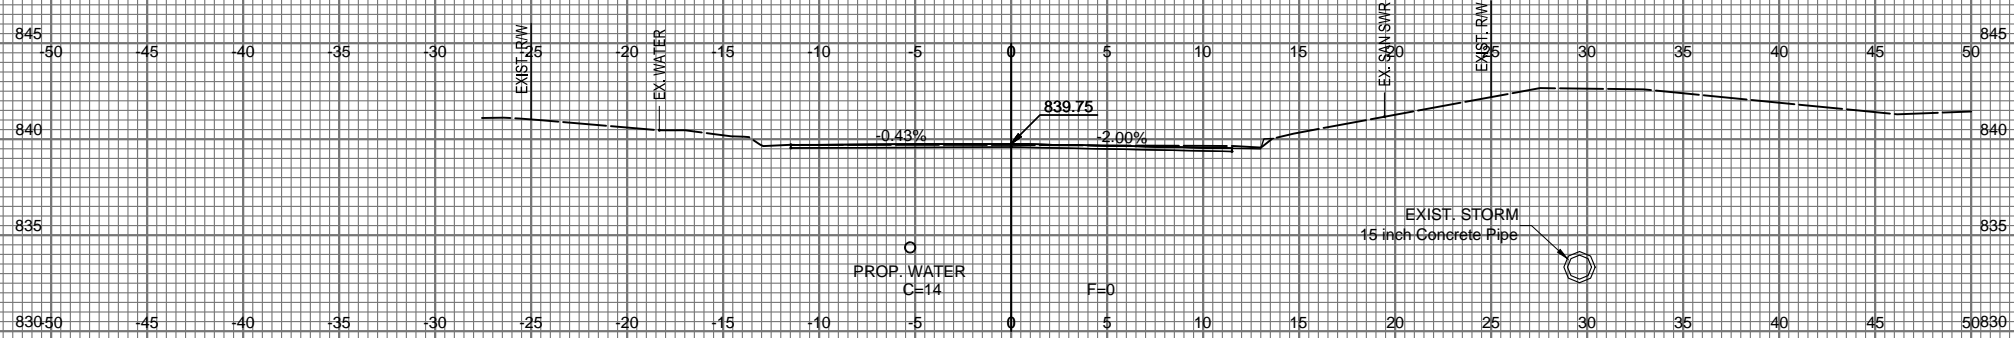 845 845
-50 -45 -40 -35 -30 -25 -20 -15 -10 -5 0 5 10 15 20 25 30 35 40 45 50
EXIST. R/W
EX. WATER
EX. SAN SWR
EXIST. R/W
839.75
840 840
-0.43% -2.00%
EXIST. STORM
15 inch Concrete Pipe
835 835
PROP. WATER
C=14 F=0
830 830
-50 -45 -40 -35 -30 -25 -20 -15 -10 -5 0 5 10 15 20 25 30 35 40 45 50